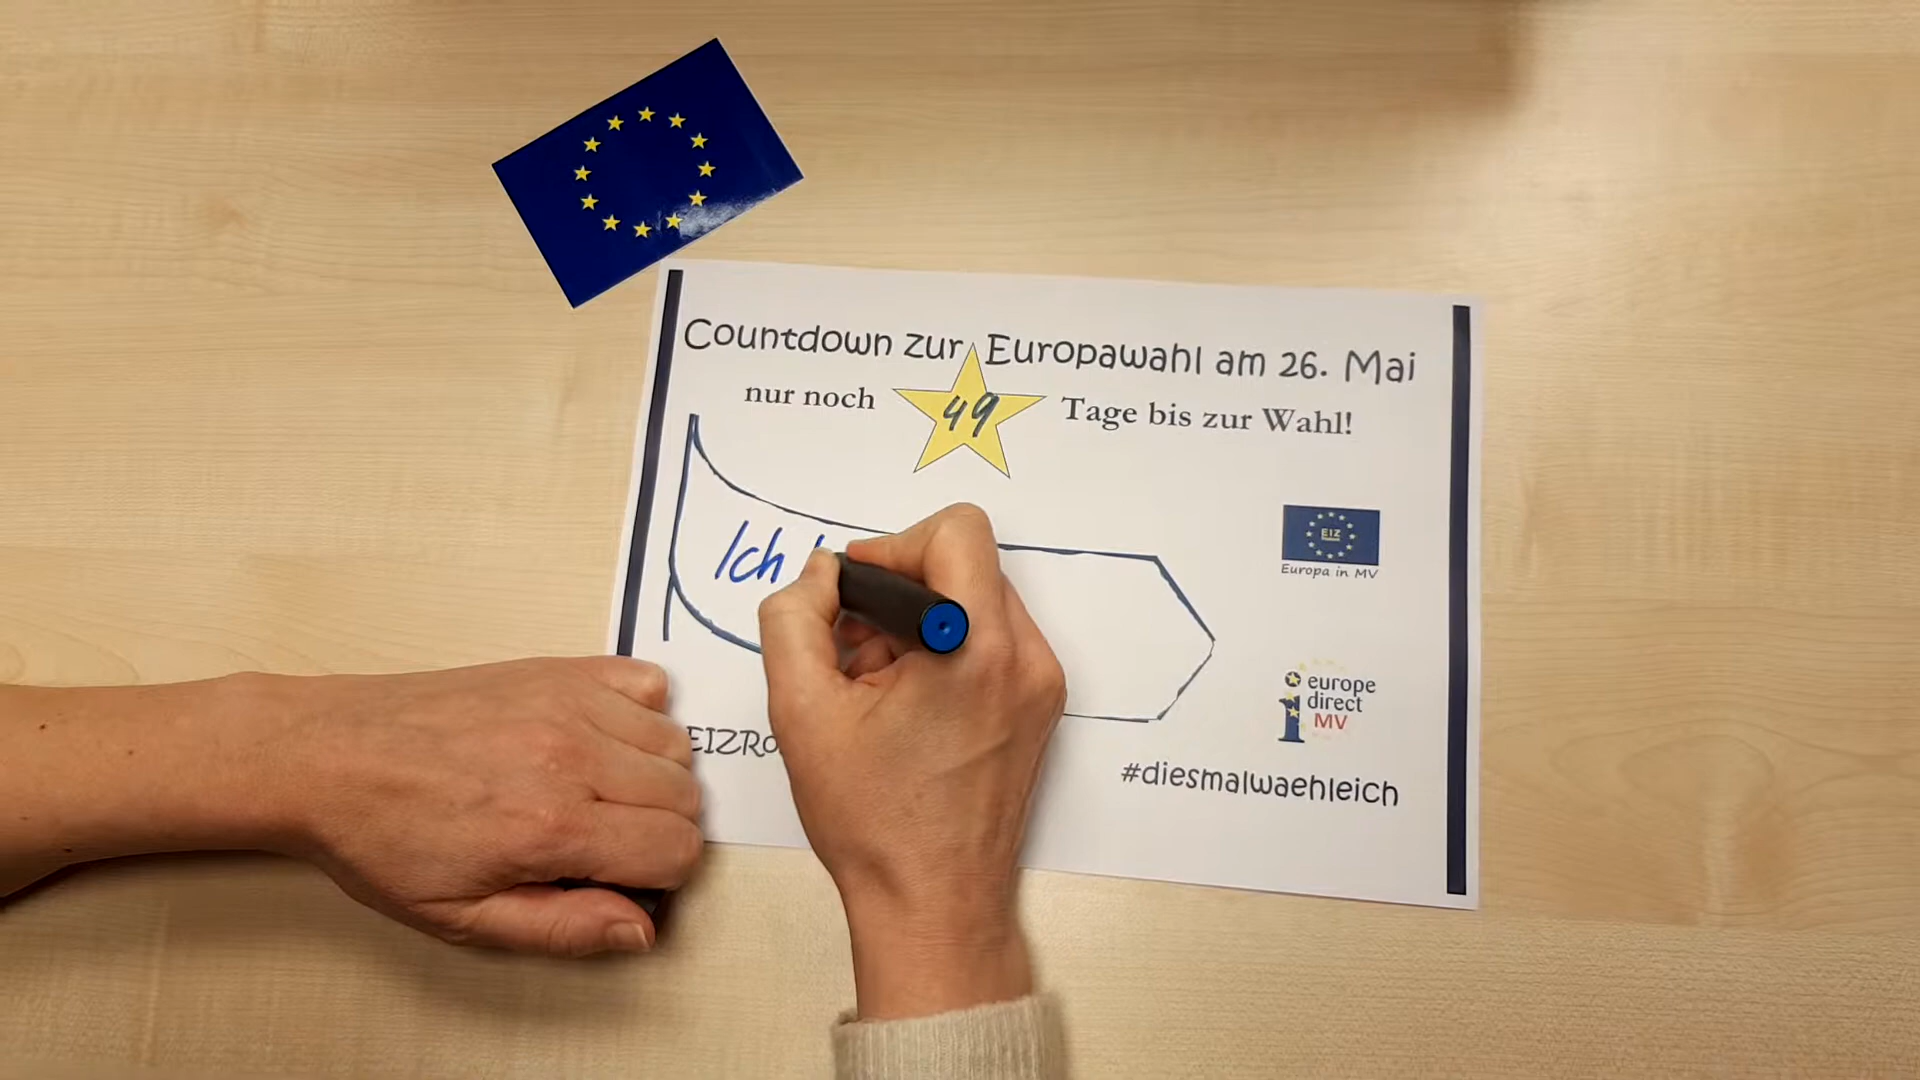 Countdown zur Europawahl am 26. Mai
nur noch 49 Tage bis zur Wahl!
Ich
EIZ
Europa in MV
europe
direct
MV
EIZRo
#diesmalwaehleich